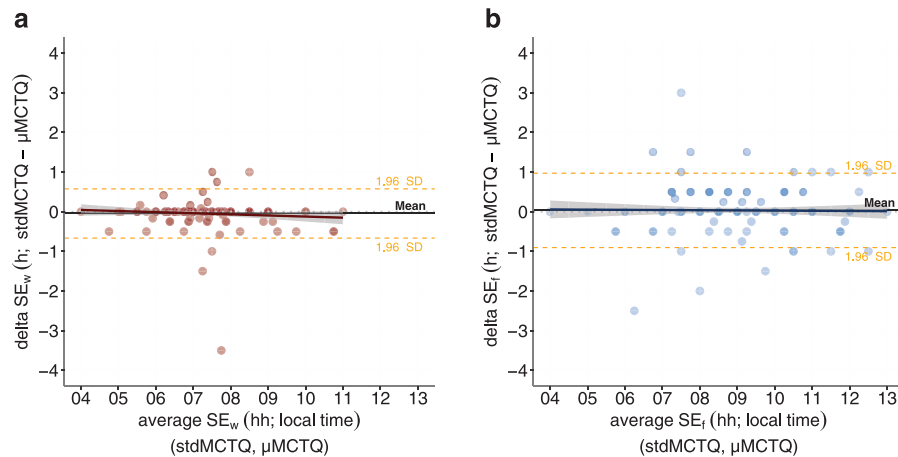 a
4
3
2
1
0
−1
−2
−3
−4
delta SEw (h; stdMCTQ − μMCTQ)
1.96 SD
Mean
1.96 SD
04 05 06 07 08 09 10 11 12 13
average SEw (hh; local time)
(stdMCTQ, μMCTQ)
b
4
3
2
1
0
−1
−2
−3
−4
delta SEf (h; stdMCTQ − μMCTQ)
1.96 SD
Mean
1.96 SD
04 05 06 07 08 09 10 11 12 13
average SEf (hh; local time)
(stdMCTQ, μMCTQ)